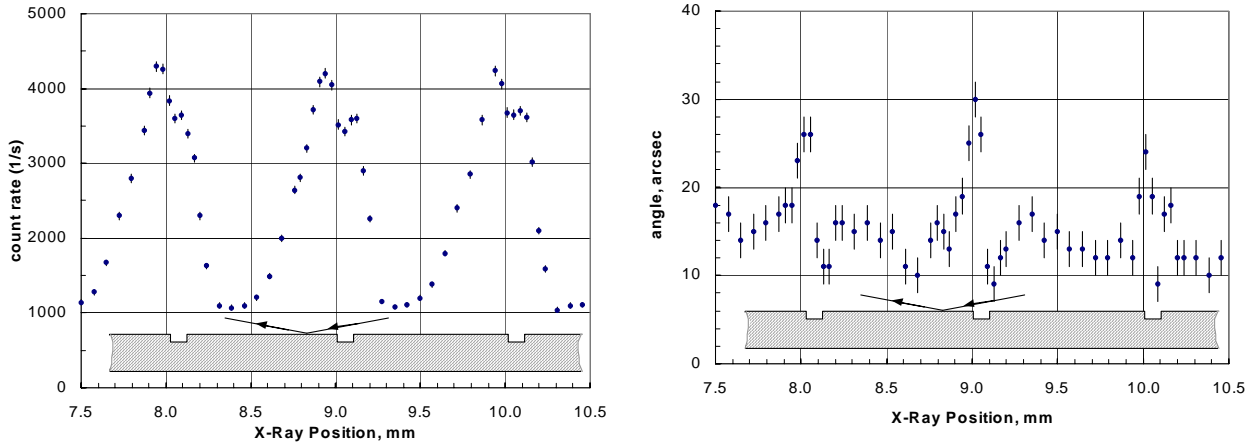 5000
4000
3000
2000
1000
0
count rate (1/s)
7.5 8.0 8.5 9.0 9.5 10.0 10.5
X-Ray Position, mm
40
30
20
10
0
angle, arcsec
7.5 8.0 8.5 9.0 9.5 10.0 10.5
X-Ray Position, mm